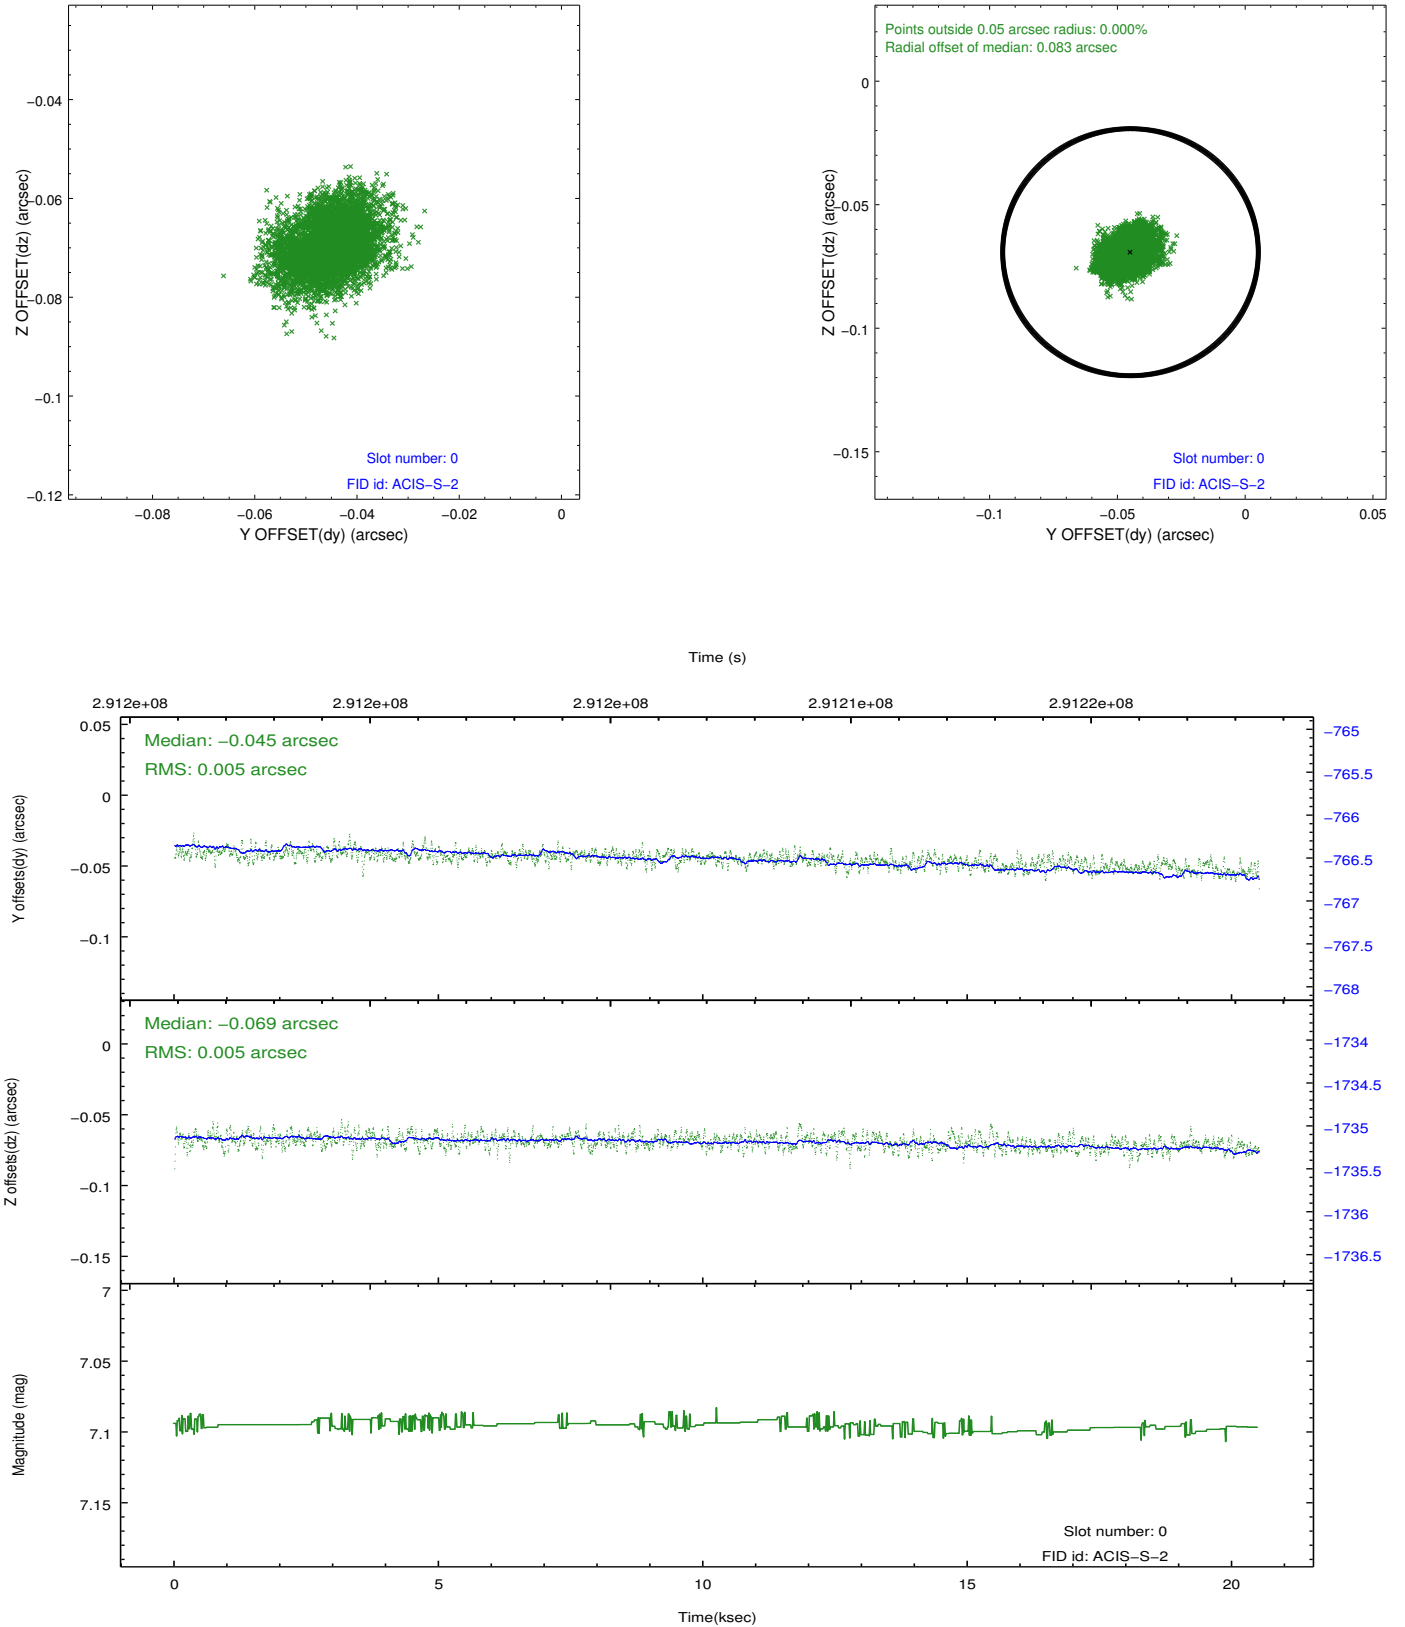 −0.04
−0.06
−0.08
−0.1
−0.12
Z OFFSET(dz) (arcsec)
Slot number: 0
FID id: ACIS−S−2
−0.08
−0.06
−0.04
−0.02
0
Y OFFSET(dy) (arcsec)
Points outside 0.05 arcsec radius: 0.000%
Radial offset of median: 0.083 arcsec
0
−0.05
−0.1
−0.15
Z OFFSET(dz) (arcsec)
Slot number: 0
FID id: ACIS−S−2
−0.1
−0.05
0
0.05
Y OFFSET(dy) (arcsec)
Time (s)
2.912e+08
2.912e+08
2.912e+08
2.9121e+08
2.9122e+08
Median: −0.045 arcsec
RMS: 0.005 arcsec
0.05
0
−0.05
−0.1
Y offsets(dy) (arcsec)
−765
−765.5
−766
−766.5
−767
−767.5
−768
Median: −0.069 arcsec
RMS: 0.005 arcsec
0
−0.05
−0.1
−0.15
Z offsets(dz) (arcsec)
−1734
−1734.5
−1735
−1735.5
−1736
−1736.5
7
7.05
7.1
7.15
Magnitude (mag)
Slot number: 0
FID id: ACIS−S−2
0
5
10
15
20
Time(ksec)